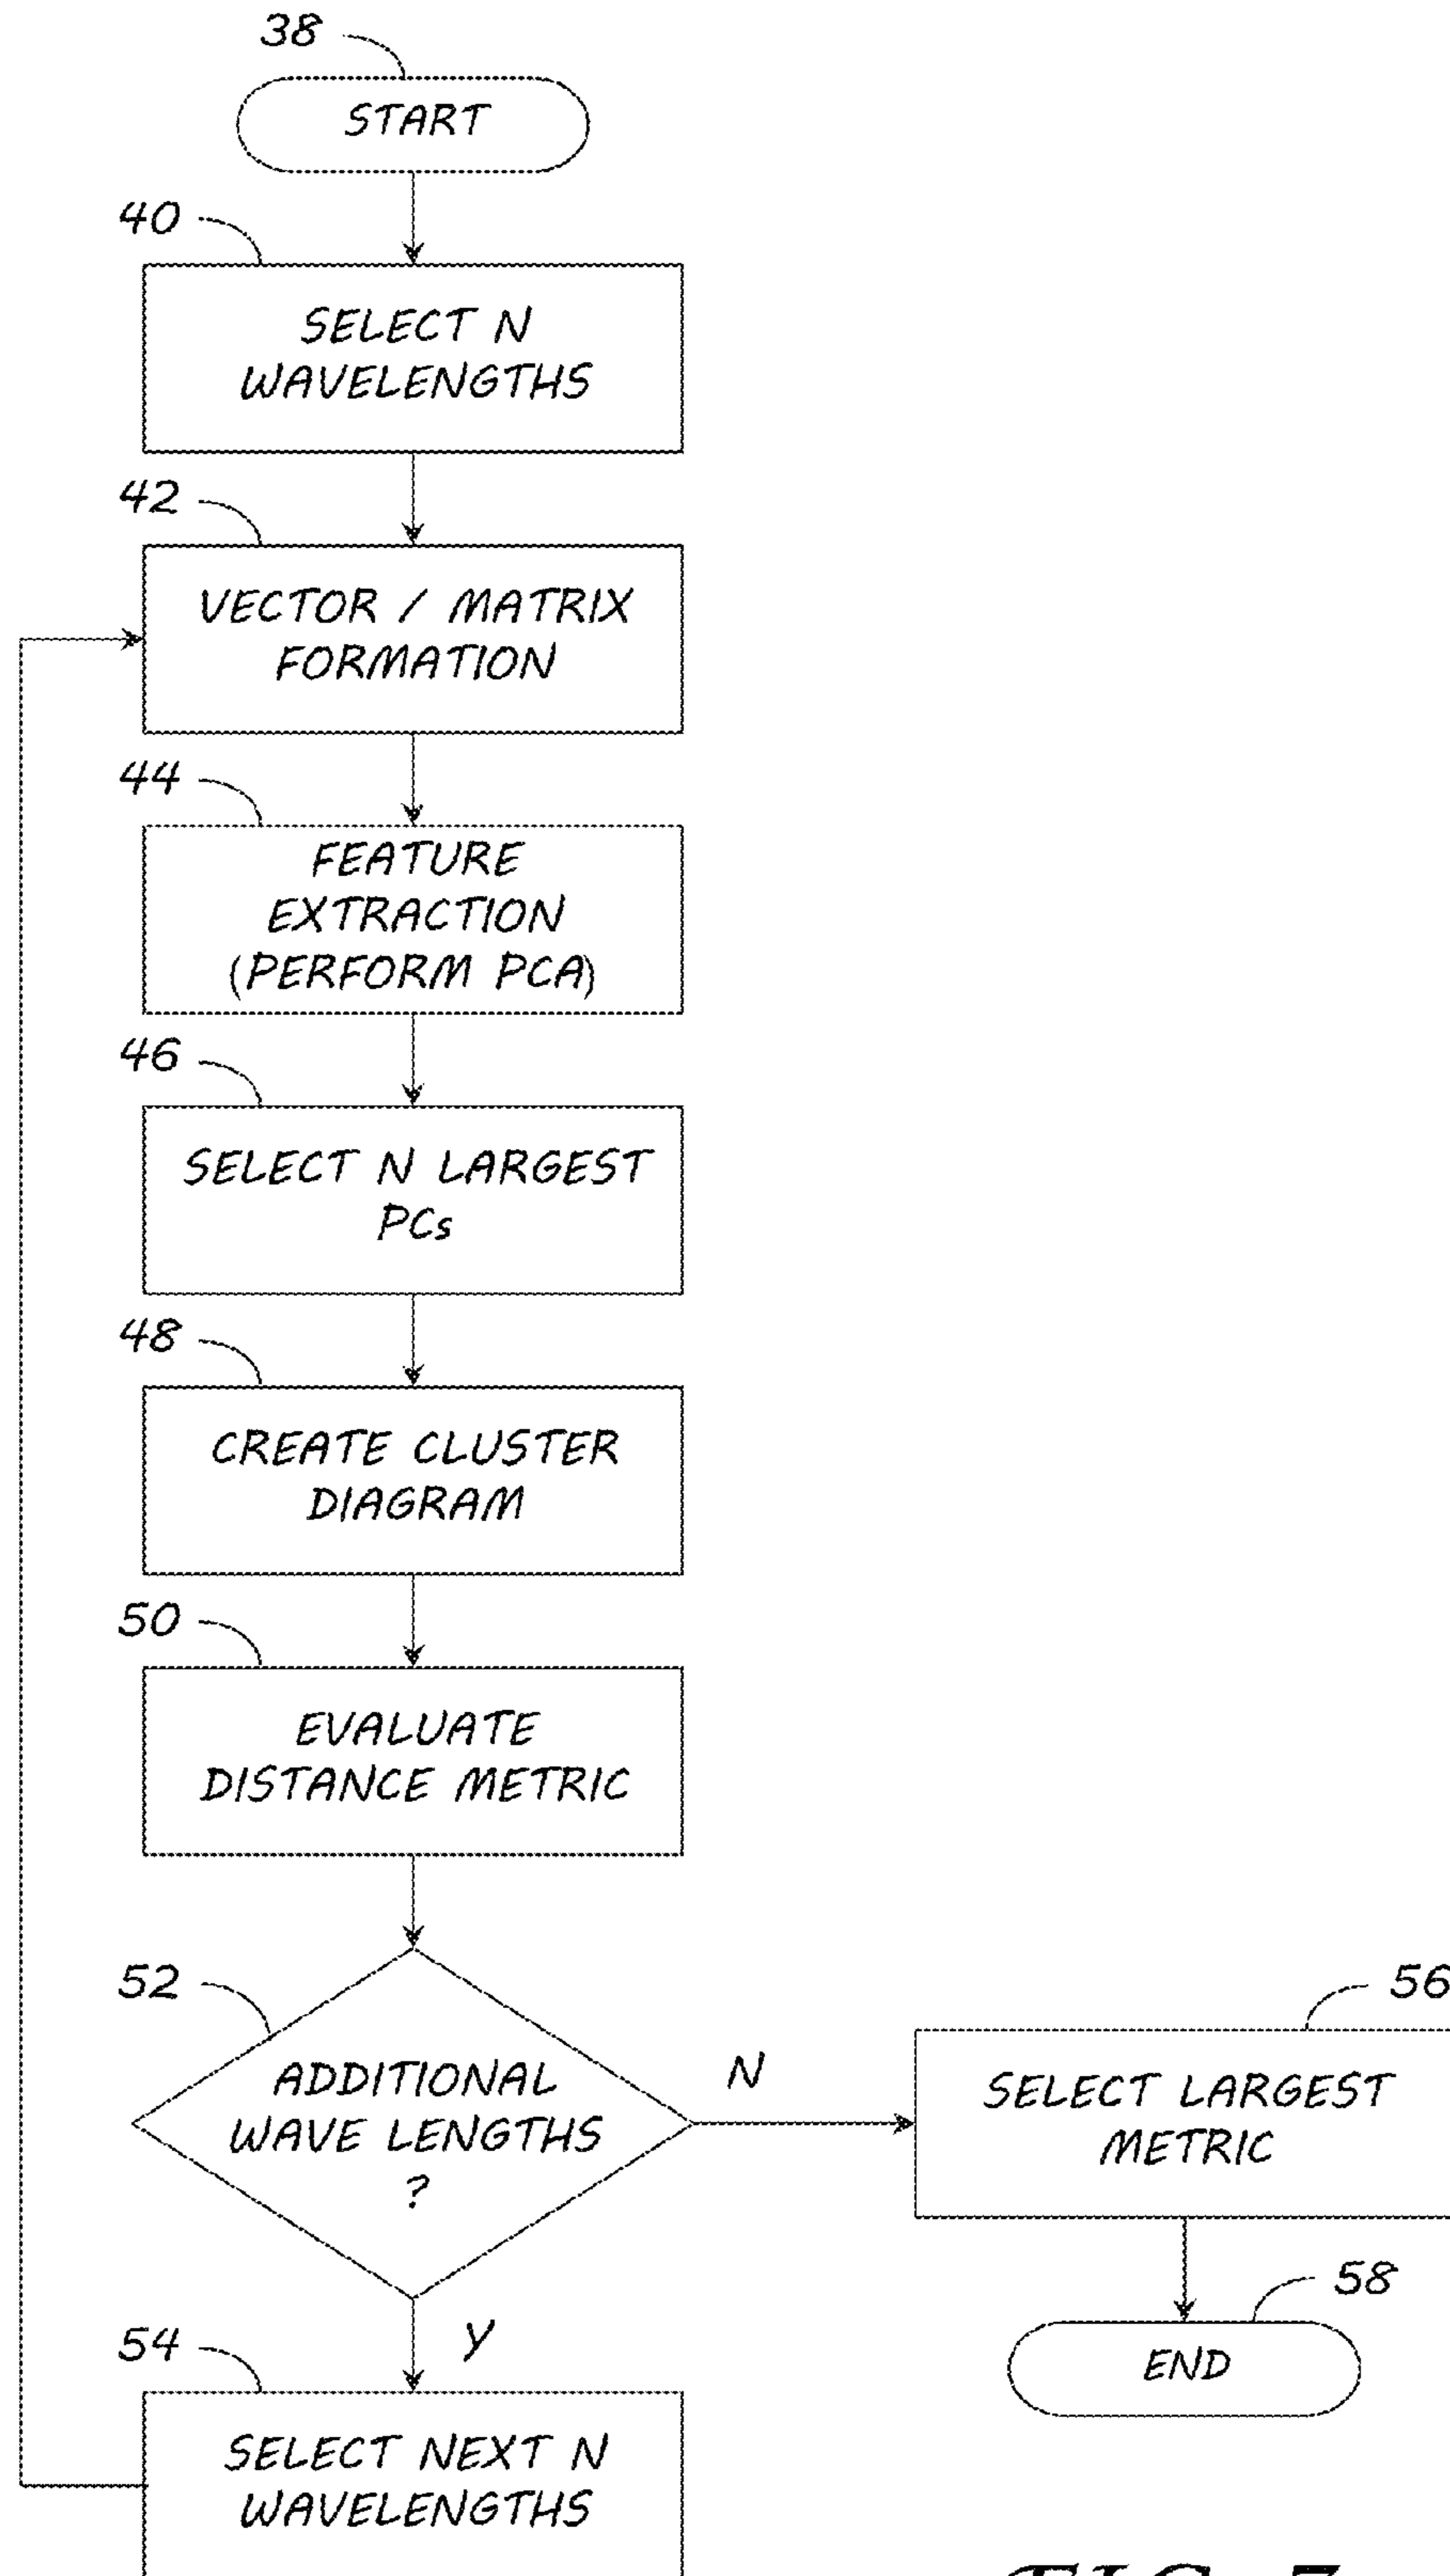 38
START
40
SELECT N
WAVELENGTHS
42
VECTOR / MATRIX
FORMATION
44
FEATURE
EXTRACTION
(PERFORM PCA)
46
SELECT N LARGEST
PCs
48
CREATE CLUSTER
DIAGRAM
50
EVALUATE
DISTANCE METRIC
52
ADDITIONAL
WAVE LENGTHS
?
N
56
SELECT LARGEST
METRIC
58
END
Y
54
SELECT NEXT N
WAVELENGTHS